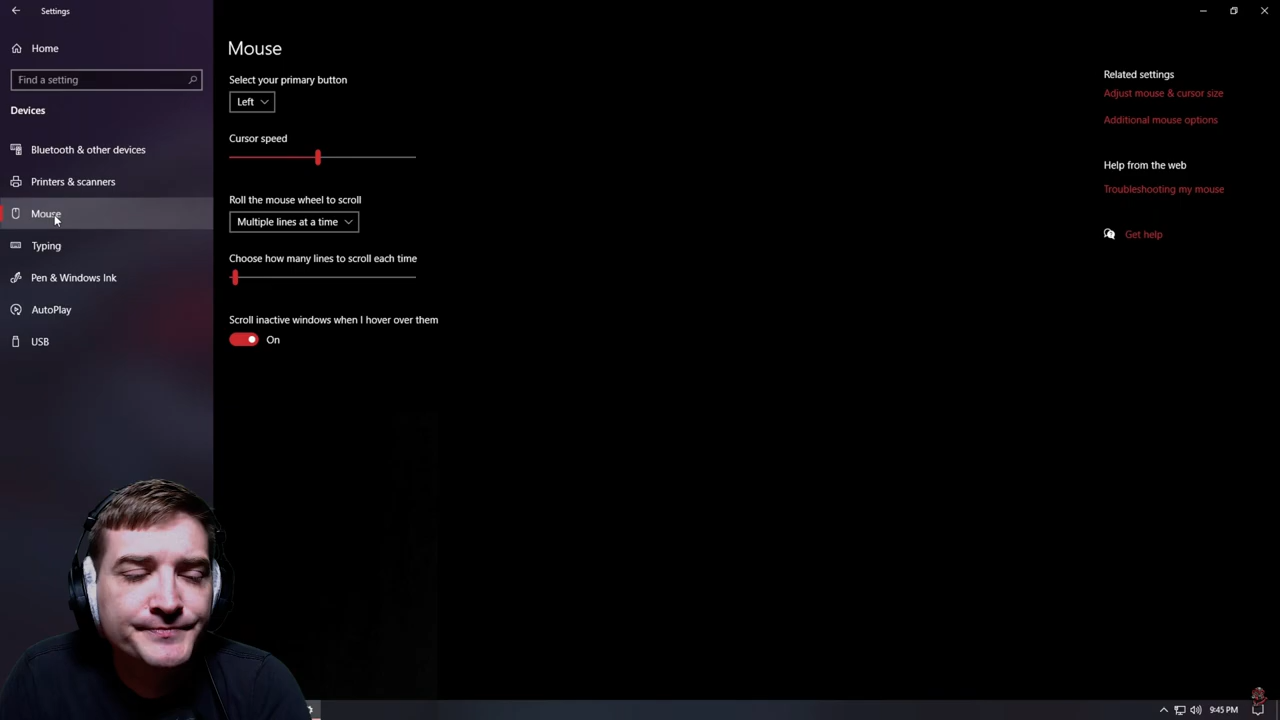 Settings
Home
Find a setting
Devices
Bluetooth & other devices
Printers & scanners
Mouse
Typing
Pen & Windows Ink
AutoPlay
USB
Mouse
Select your primary button
Left
Cursor speed
Roll the mouse wheel to scroll
Multiple lines at a time
Choose how many lines to scroll each time
Scroll inactive windows when I hover over them
On
Related settings
Adjust mouse & cursor size
Additional mouse options
Help from the web
Troubleshooting my mouse
Get help
9:45 PM